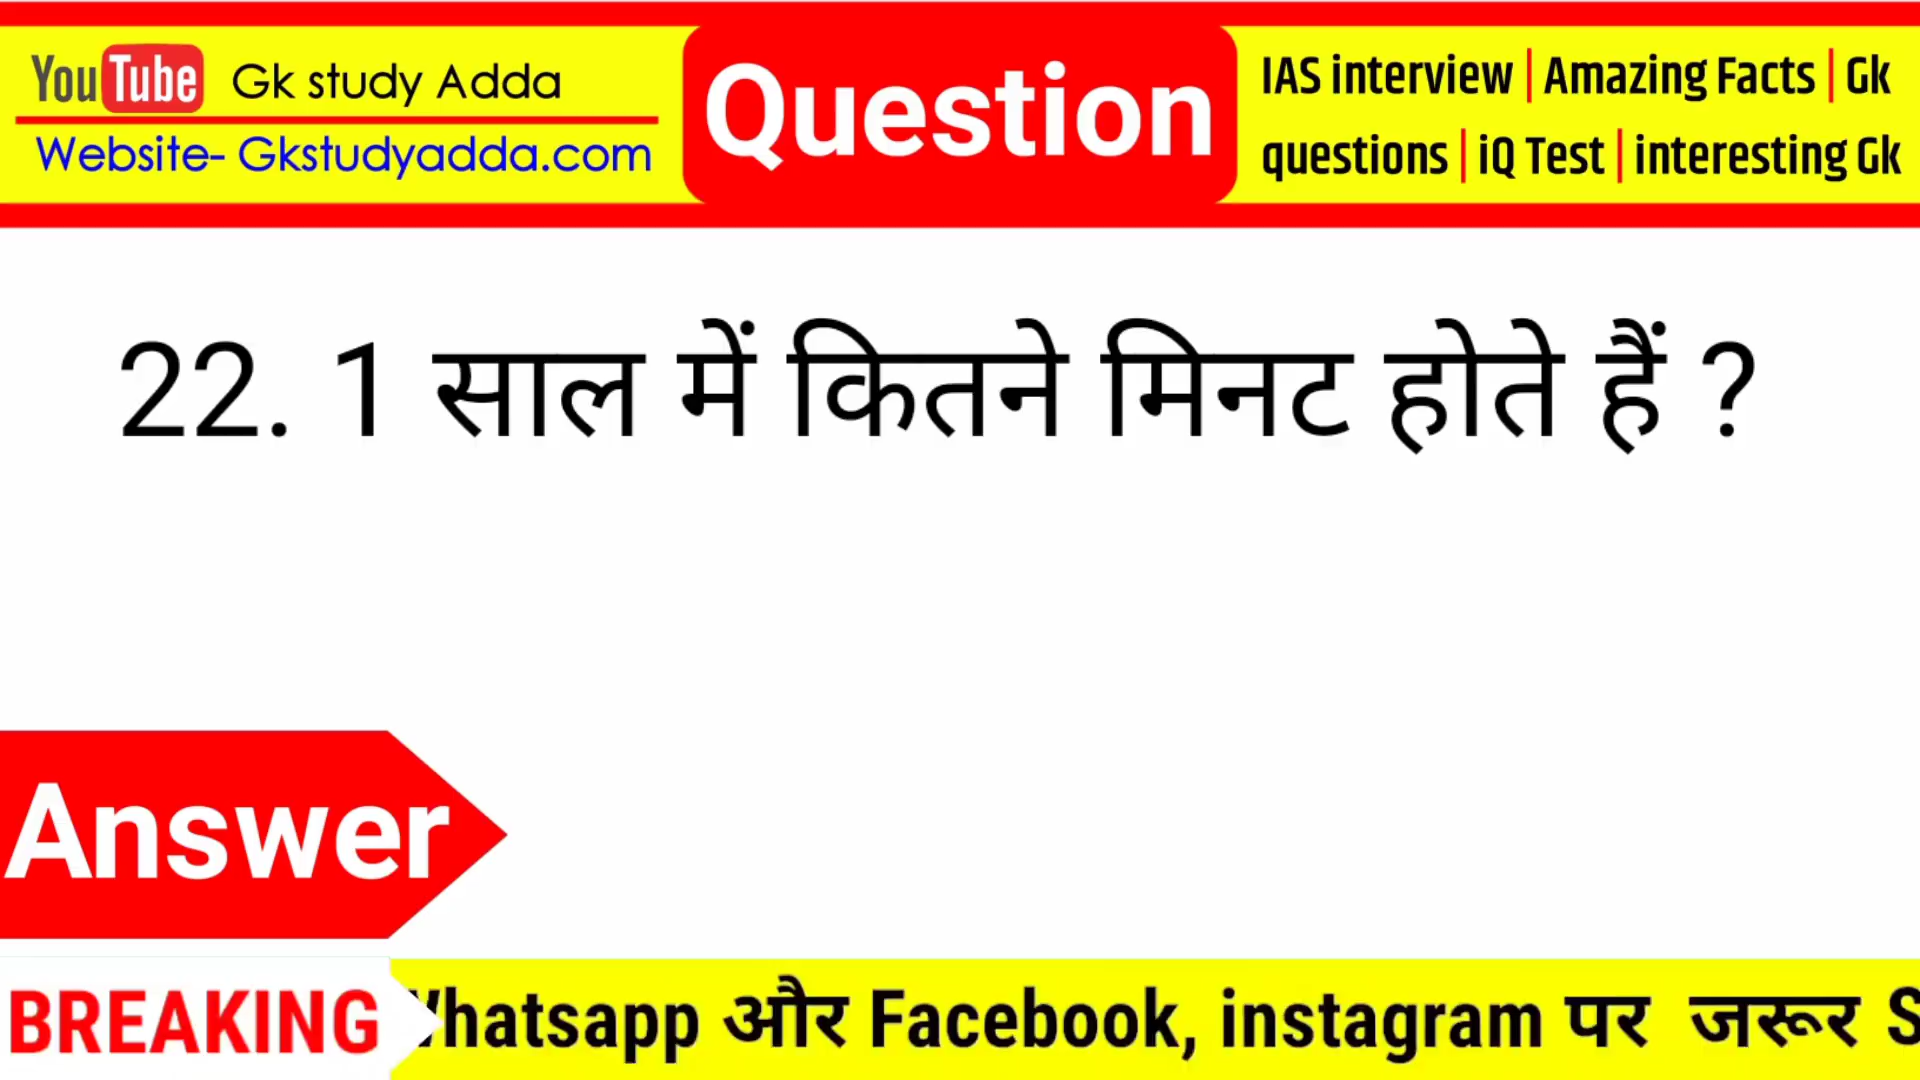 YouTube Gk study Adda
Website- Gkstudyadda.com
Question
IAS interview | Amazing Facts | Gk
questions | iQ Test | interesting Gk
22. 1 साल में कितने मिनट होते हैं ?
Answer
BREAKING
hatsapp और Facebook, instagram पर जरूर S